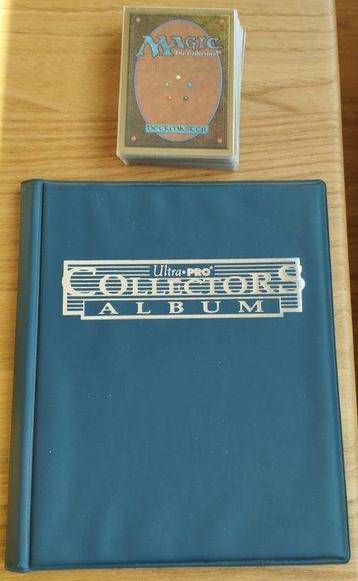 MAGIC
The Gathering
DECKMASTER
Ultra•PRO®
COLLECTORS
ALBUM